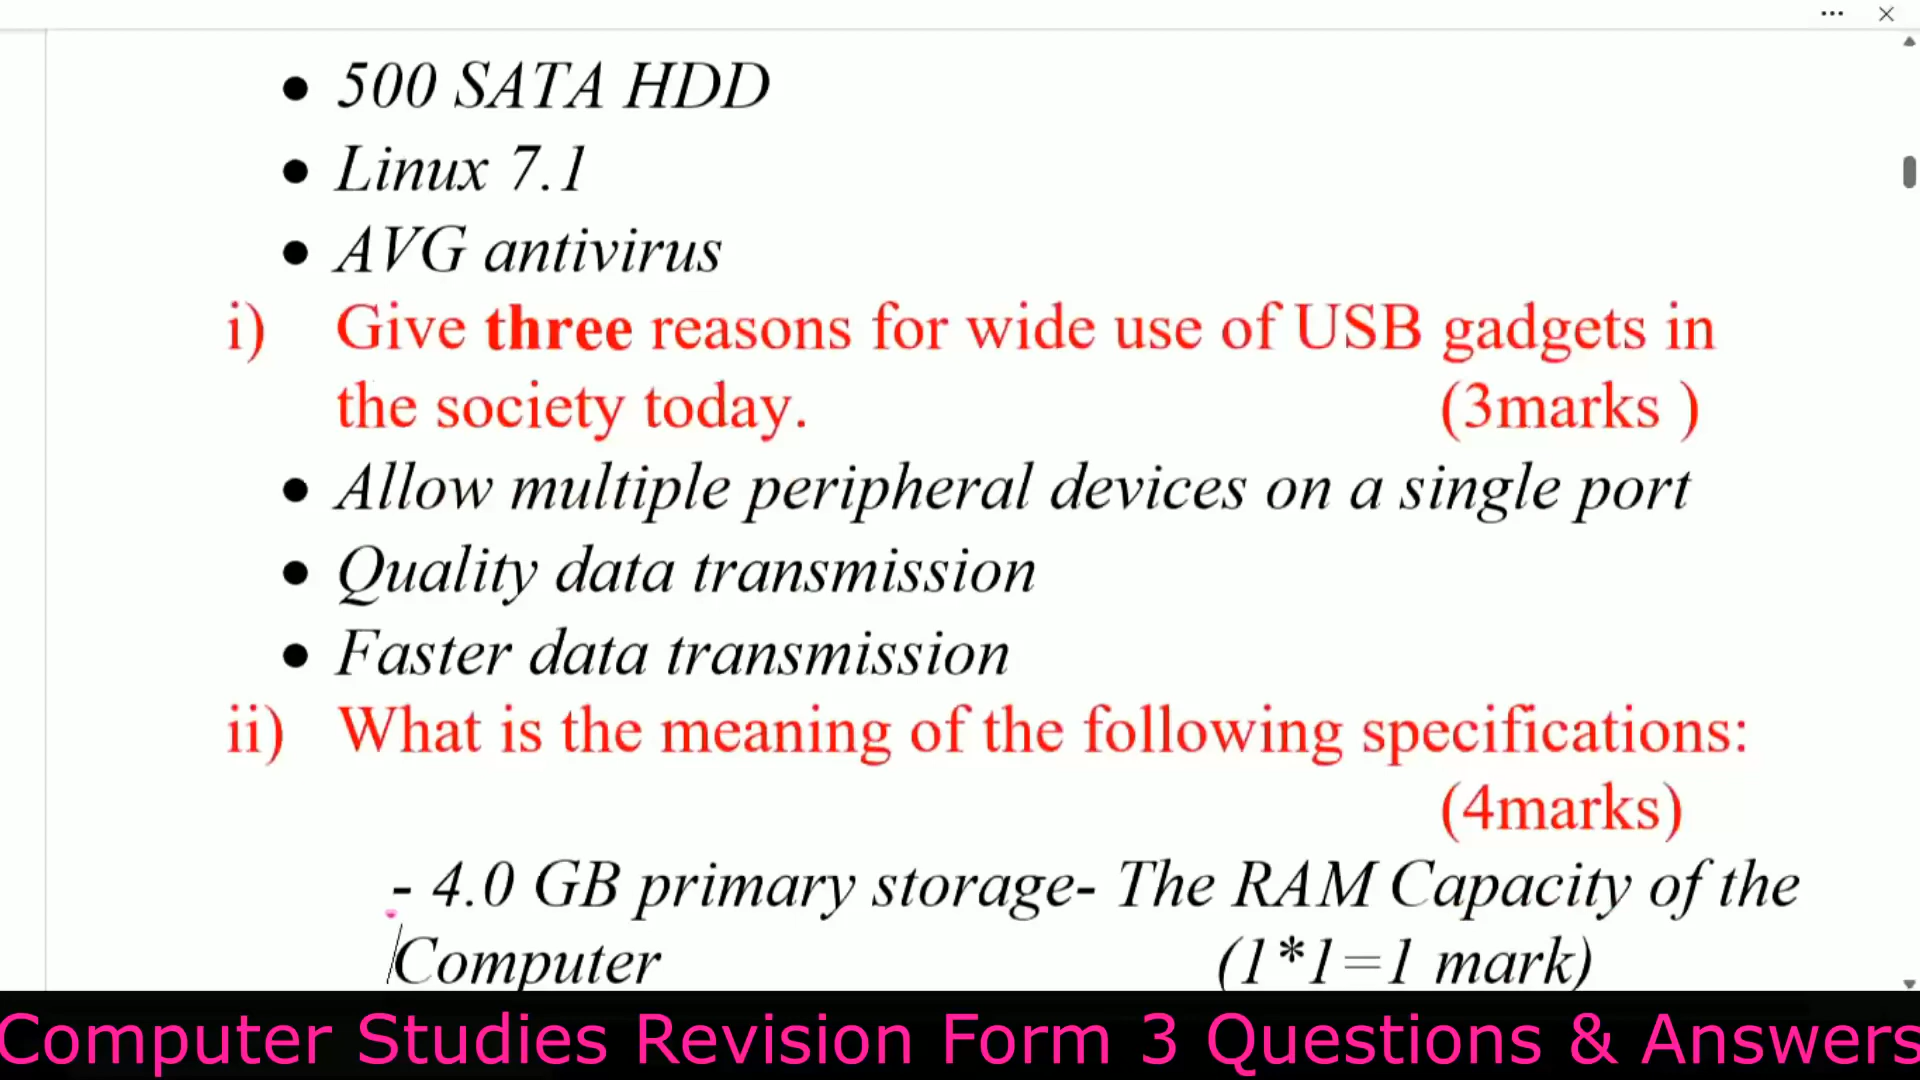 ● 500 SATA HDD
● Linux 7.1
● AVG antivirus
i) Give three reasons for wide use of USB gadgets in
the society today. (3marks )
● Allow multiple peripheral devices on a single port
● Quality data transmission
● Faster data transmission
ii) What is the meaning of the following specifications:
(4marks)
- 4.0 GB primary storage- The RAM Capacity of the
Computer (1*1=1 mark)
Computer Studies Revision Form 3 Questions & Answers